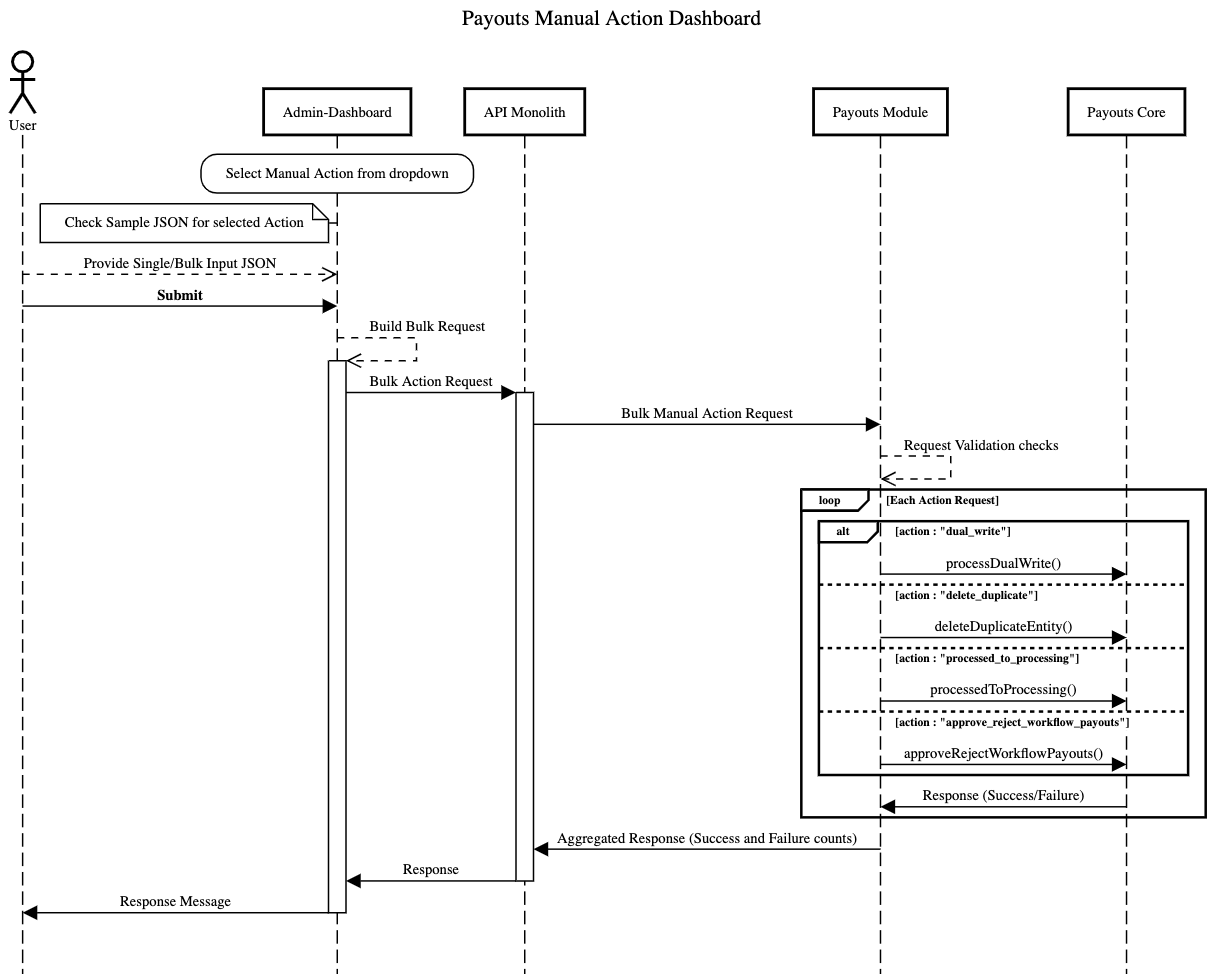 Payouts Manual Action Dashboard
User
Admin-Dashboard
API Monolith
Payouts Module
Payouts Core
Select Manual Action from dropdown
Check Sample JSON for selected Action
Provide Single/Bulk Input JSON
Submit
Build Bulk Request
Bulk Action Request
Bulk Manual Action Request
Request Validation checks
loop
[Each Action Request]
alt
[action : "dual_write"]
processDualWrite()
[action : "delete_duplicate"]
deleteDuplicateEntity()
[action : "processed_to_processing"]
processedToProcessing()
[action : "approve_reject_workflow_payouts"]
approveRejectWorkflowPayouts()
Response (Success/Failure)
Aggregated Response (Success and Failure counts)
Response
Response Message